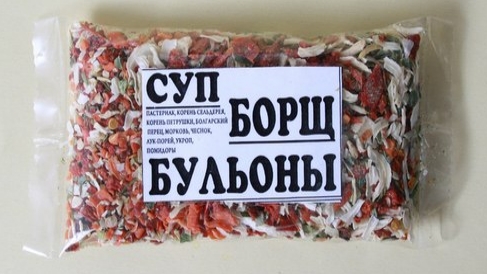 СУП
ПАСТЕРНАК, КОРЕНЬ СЕЛЬДЕРЕЯ,
КОРЕНЬ ПЕТРУШКИ, БОЛГАРСКИЙ
ПЕРЕЦ, МОРКОВЬ, ЧЕСНОК,
ЛУК-ПОРЕЙ, УКРОП,
ПОМИДОРЫ
БОРЩ
БУЛЬОНЫ